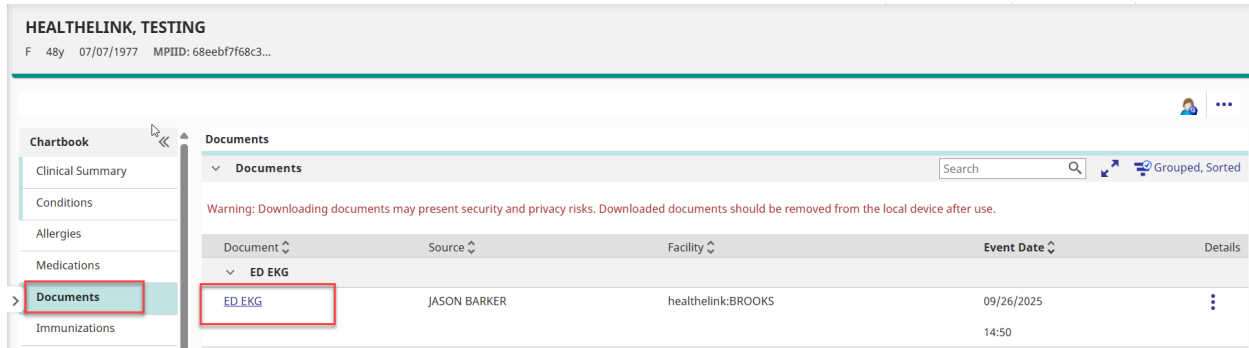 HEALTHELINK, TESTING
F 48y 07/07/1977 MPIID: 68eebf7f68c3...
Chartbook
Clinical Summary
Conditions
Allergies
Medications
Documents
Immunizations
Documents
Documents
Search
Grouped, Sorted
Warning: Downloading documents may present security and privacy risks. Downloaded documents should be removed from the local device after use.
Document Source Facility Event Date Details
ED EKG
ED EKG JASON BARKER healthelink:BROOKS 09/26/2025
14:50